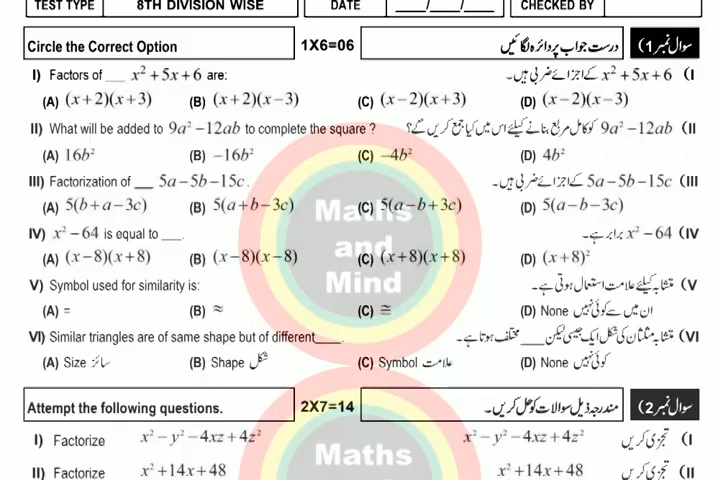 TEST TYPE 8TH DIVISION WISE DATE ___/___/___ CHECKED BY
Circle the Correct Option 1X6=06 درست جواب پر دائرہ لگائیں سوال نمبر 1)
I) Factors of ___ x² + 5x + 6 are: x² + 5x + 6 کے اجزائے ضربی ہیں۔ (I
(A) (x+2)(x+3) (B) (x+2)(x−3) (C) (x−2)(x+3) (D) (x−2)(x−3)
II) What will be added to 9a² −12ab to complete the square ? 9a² −12ab کو کامل مربع بنانے کیلئے اس میں کیا جمع کریں گے؟ (II
(A) 16b² (B) −16b² (C) −4b² (D) 4b²
III) Factorization of ___ 5a−5b−15c. 5a−5b−15c کے اجزائے ضربی ہیں۔ (III
(A) 5(b+a−3c) (B) 5(a+b−3c) (C) 5(a−b+3c) (D) 5(a−b−3c)
IV) x² − 64 is equal to ___. x² − 64 برابر ہے۔ (IV
(A) (x−8)(x+8) (B) (x−8)(x−8) (C) (x+8)(x+8) (D) (x+8)²
V) Symbol used for similarity is: متشابہ کیلئے علامت استعمال ہوتی ہے۔ (V
(A) = (B) ≈ (C) ≅ (D) None ان میں سے کوئی نہیں
VI) Similar triangles are of same shape but of different____. متشابہ مثلثان کی شکل ایک جیسی لیکن ____ مختلف ہوتا ہے۔ (VI
(A) Size سائز (B) Shape شکل (C) Symbol علامت (D) None کوئی نہیں
Maths
and
Mind
Attempt the following questions. 2X7=14 مندرجہ ذیل سوالات کو حل کریں۔ سوال نمبر 2)
I) Factorize x² − y² − 4xz + 4z² x² − y² − 4xz + 4z² تجزی کریں (I
Maths
II) Factorize x² +14x + 48 x² +14x + 48 تجزی کریں (II